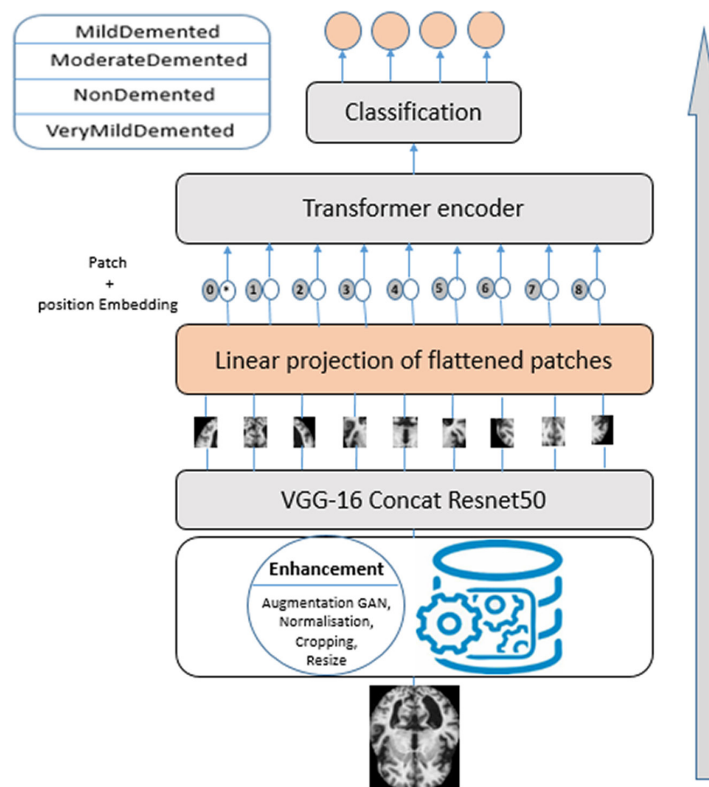 MildDemented
ModerateDemented
NonDemented
VeryMildDemented
Classification
Transformer encoder
Patch
+
position Embedding
0 * 1 2 3 4 5 6 7 8
Linear projection of flattened patches
VGG-16 Concat Resnet50
Enhancement
Augmentation GAN,
Normalisation,
Cropping,
Resize